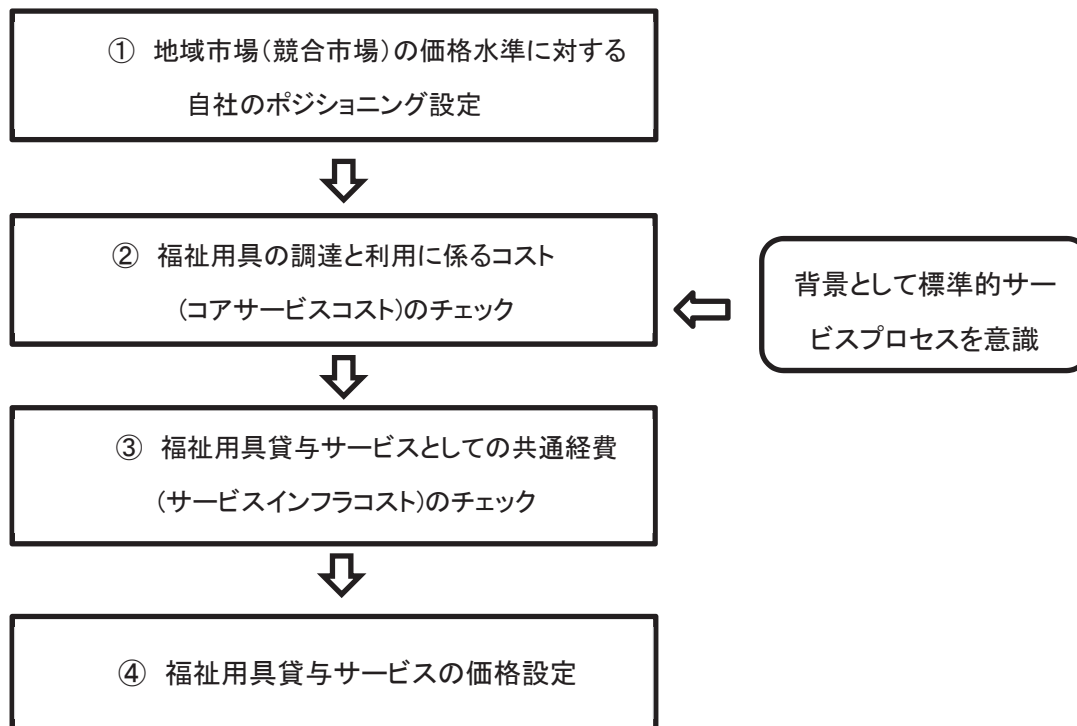 ① 地域市場(競合市場)の価格水準に対する
自社のポジショニング設定
② 福祉用具の調達と利用に係るコスト
(コアサービスコスト)のチェック
背景として標準的サー
ビスプロセスを意識
③ 福祉用具貸与サービスとしての共通経費
(サービスインフラコスト)のチェック
④ 福祉用具貸与サービスの価格設定